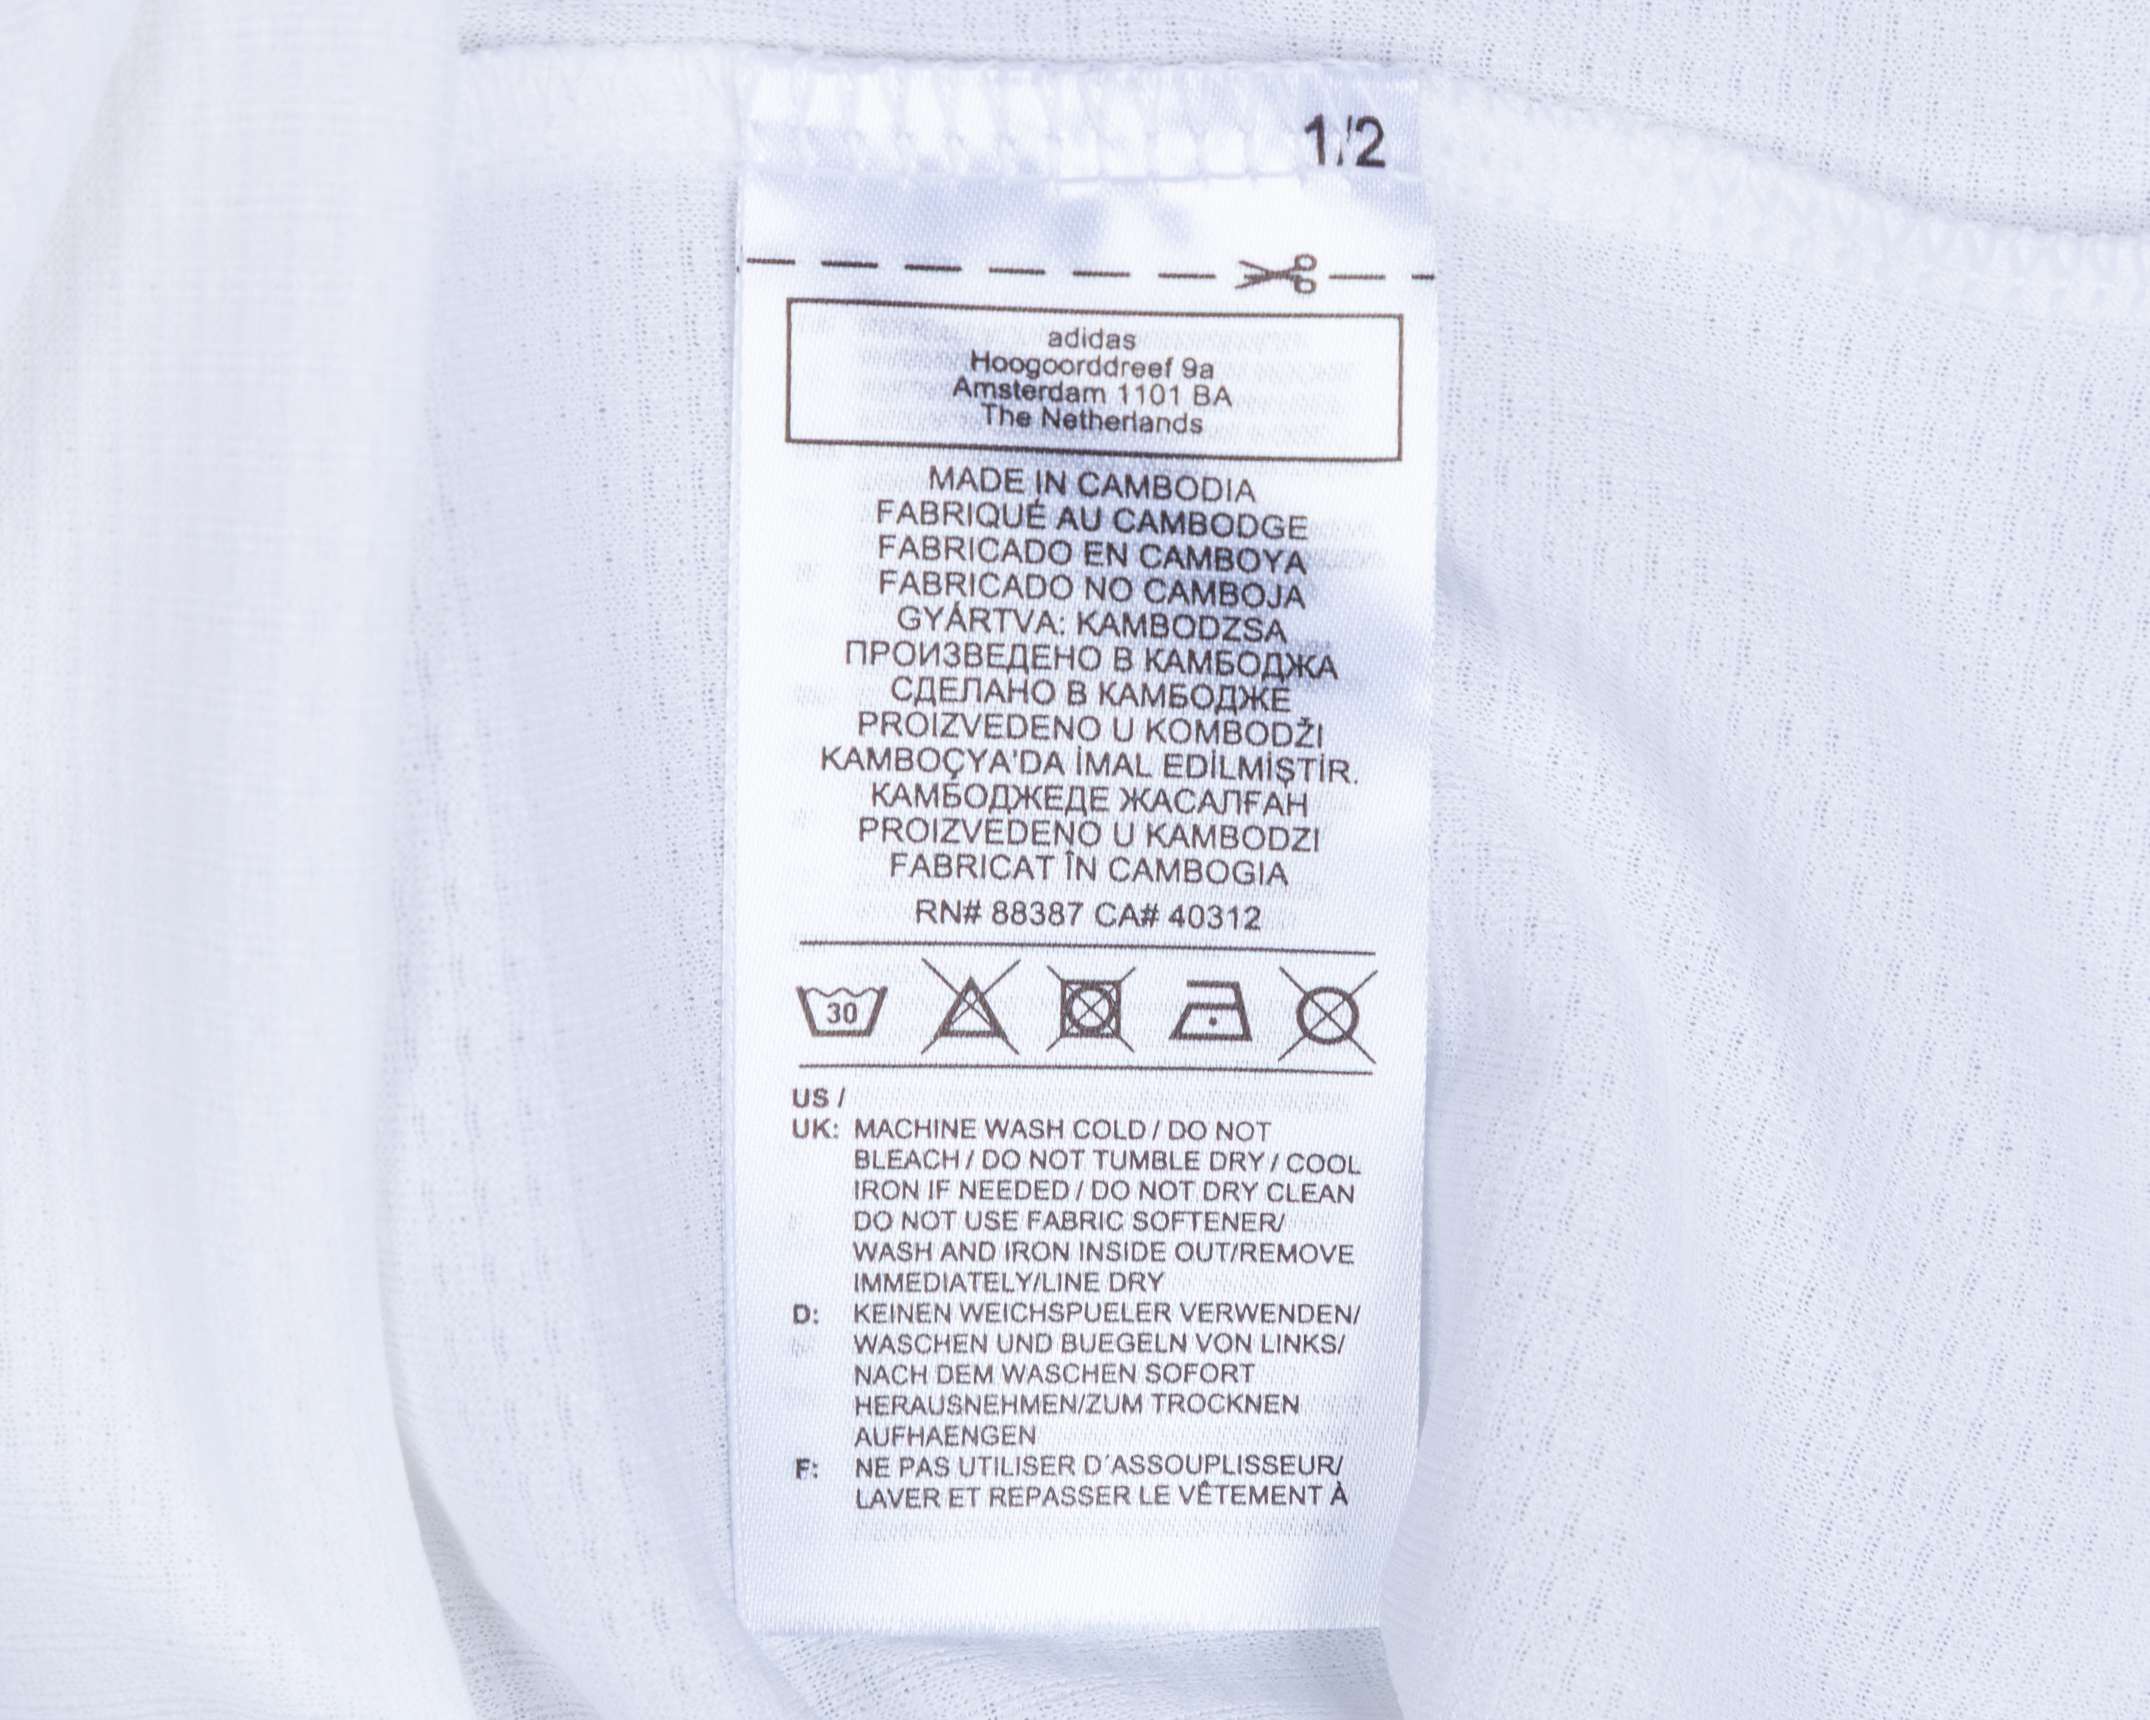 1/2
adidas
Hoogoorddreef 9a
Amsterdam 1101 BA
The Netherlands
MADE IN CAMBODIA
FABRIQUÉ AU CAMBODGE
FABRICADO EN CAMBOYA
FABRICADO NO CAMBOJA
GYÁRTVA: KAMBODZSA
ПРОИЗВЕДЕНО В КАМБОДЖА
СДЕЛАНО В КАМБОДЖЕ
PROIZVEDENO U KOMBODŽI
KAMBOÇYA'DA İMAL EDİLMİŞTİR.
КАМБОДЖЕДЕ ЖАСАЛҒАН
PROIZVEDENO U KAMBODZI
FABRICAT ÎN CAMBOGIA
RN# 88387 CA# 40312
30
US /
UK: MACHINE WASH COLD / DO NOT
BLEACH / DO NOT TUMBLE DRY / COOL
IRON IF NEEDED / DO NOT DRY CLEAN
DO NOT USE FABRIC SOFTENER/
WASH AND IRON INSIDE OUT/REMOVE
IMMEDIATELY/LINE DRY
D: KEINEN WEICHSPUELER VERWENDEN/
WASCHEN UND BUEGELN VON LINKS/
NACH DEM WASCHEN SOFORT
HERAUSNEHMEN/ZUM TROCKNEN
AUFHAENGEN
F: NE PAS UTILISER D´ASSOUPLISSEUR/
LAVER ET REPASSER LE VÊTEMENT À